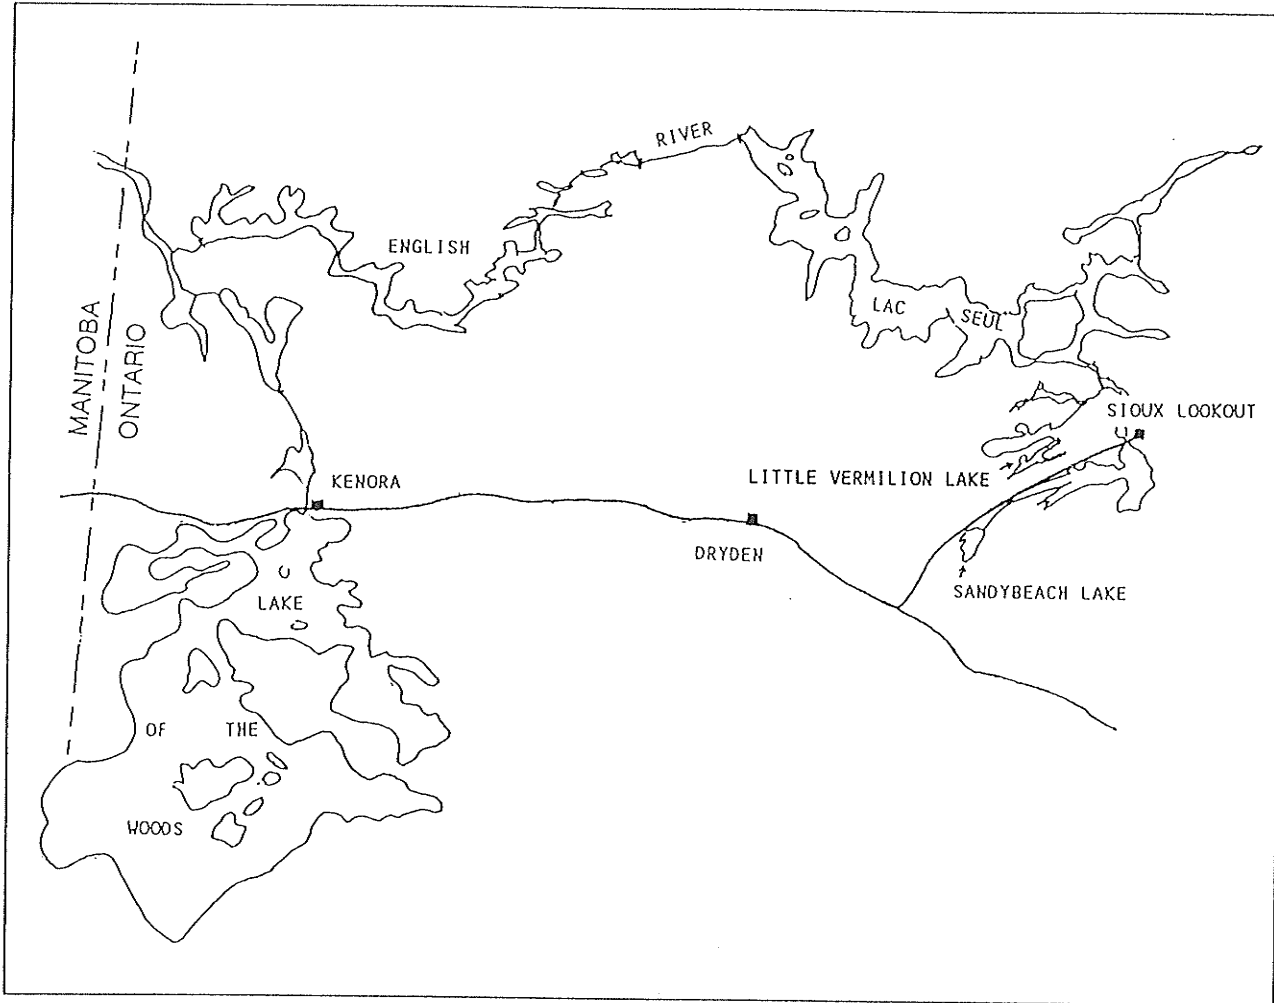 RIVER
ENGLISH
LAC
SEUL
MANITOBA
ONTARIO
SIOUX LOOKOUT
LITTLE VERMILION LAKE
KENORA
DRYDEN
SANDYBEACH LAKE
LAKE
OF THE
WOODS